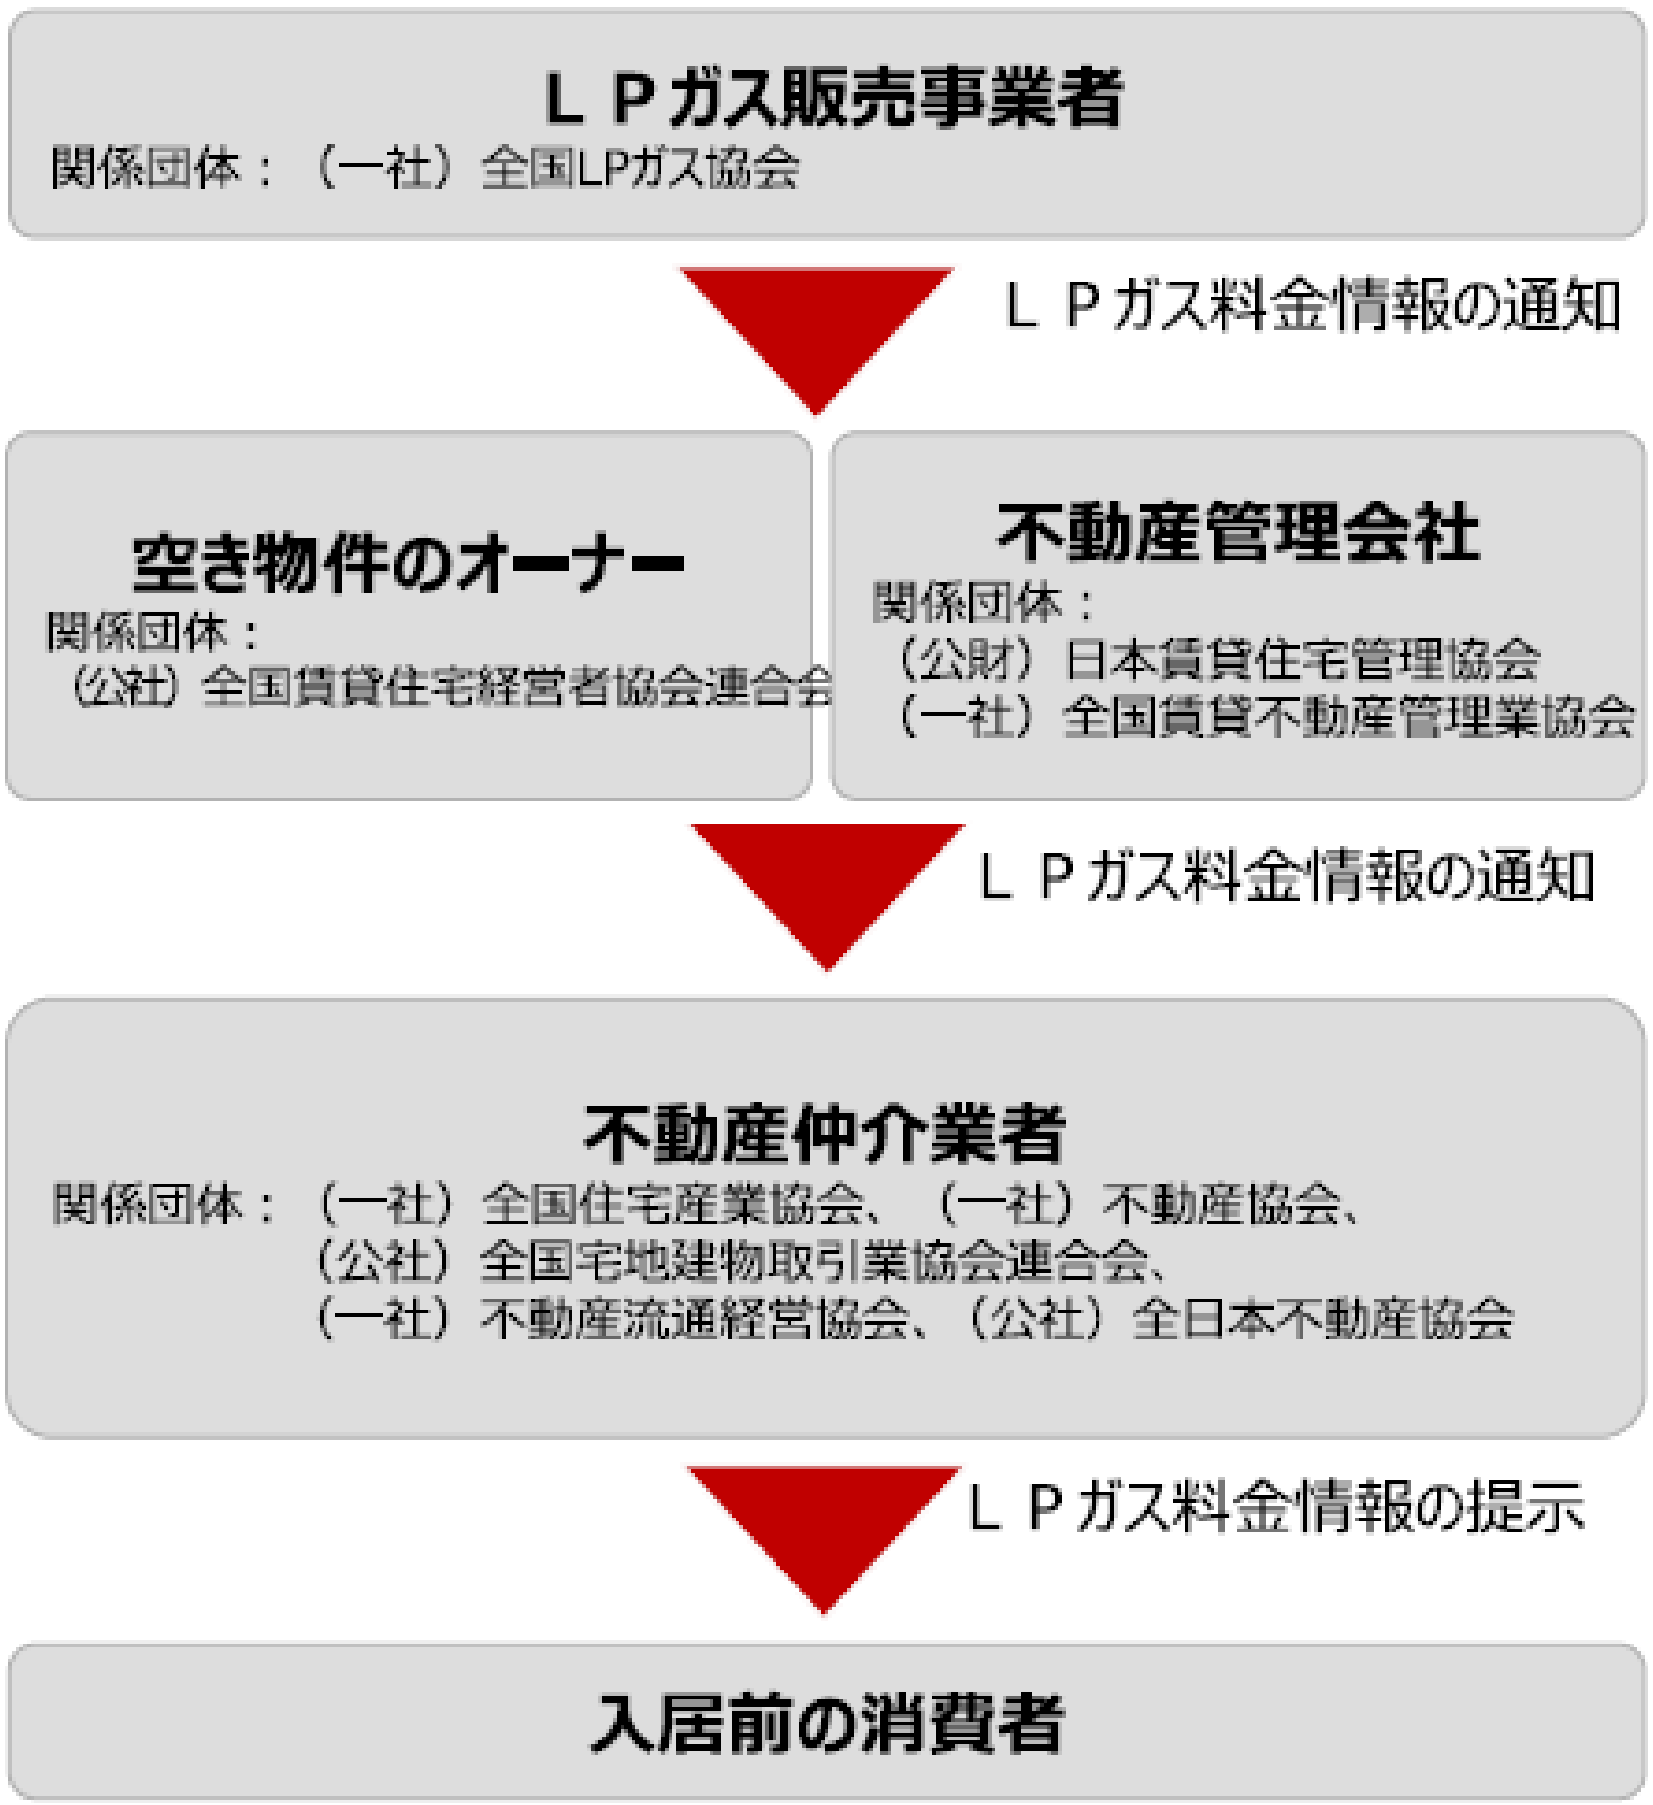 ＬＰガス販売事業者
関係団体：（一社）全国LPガス協会
ＬＰガス料金情報の通知
空き物件のオーナー
関係団体：
（公社）全国賃貸住宅経営者協会連合会
不動産管理会社
関係団体：
（公財）日本賃貸住宅管理協会
（一社）全国賃貸不動産管理業協会
ＬＰガス料金情報の通知
不動産仲介業者
関係団体：（一社）全国住宅産業協会、（一社）不動産協会、
（公社）全国宅地建物取引業協会連合会、
（一社）不動産流通経営協会、（公社）全日本不動産協会
ＬＰガス料金情報の提示
入居前の消費者